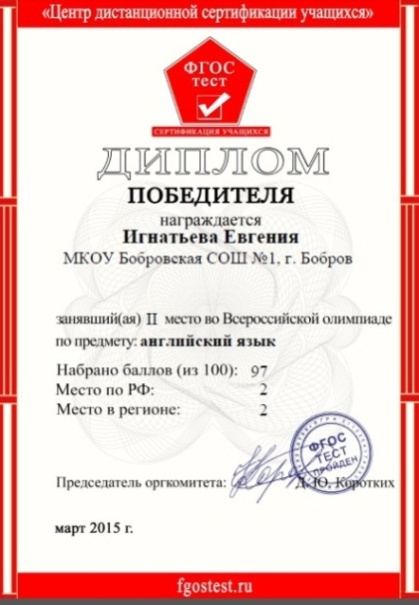 «Центр дистанционной сертификации учащихся»
ФГОС
тест
СЕРТИФИКАЦИЯ УЧАЩИХСЯ
ДИПЛОМ
ПОБЕДИТЕЛЯ
награждается
Игнатьева Евгения
МКОУ Бобровская СОШ №1, г. Бобров
занявший(ая) II место во Всероссийской олимпиаде
по предмету: английский язык
Набрано баллов (из 100): 97
Место по РФ: 2
Место в регионе: 2
ФГОС
ТЕСТ
ПРОЙДЕН
Председатель оргкомитета: Д. Ю. Коротких
март 2015 г.
fgostest.ru